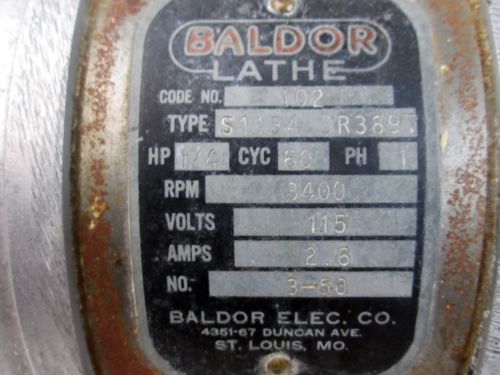 BALDOR
LATHE
CODE NO. 102
TYPE
HP 1/4 CYC 60 PH 1
RPM 3400
VOLTS 115
AMPS 2.6
NO. 3-50
BALDOR ELEC. CO.
4351-67 DUNCAN AVE.
ST. LOUIS, MO.